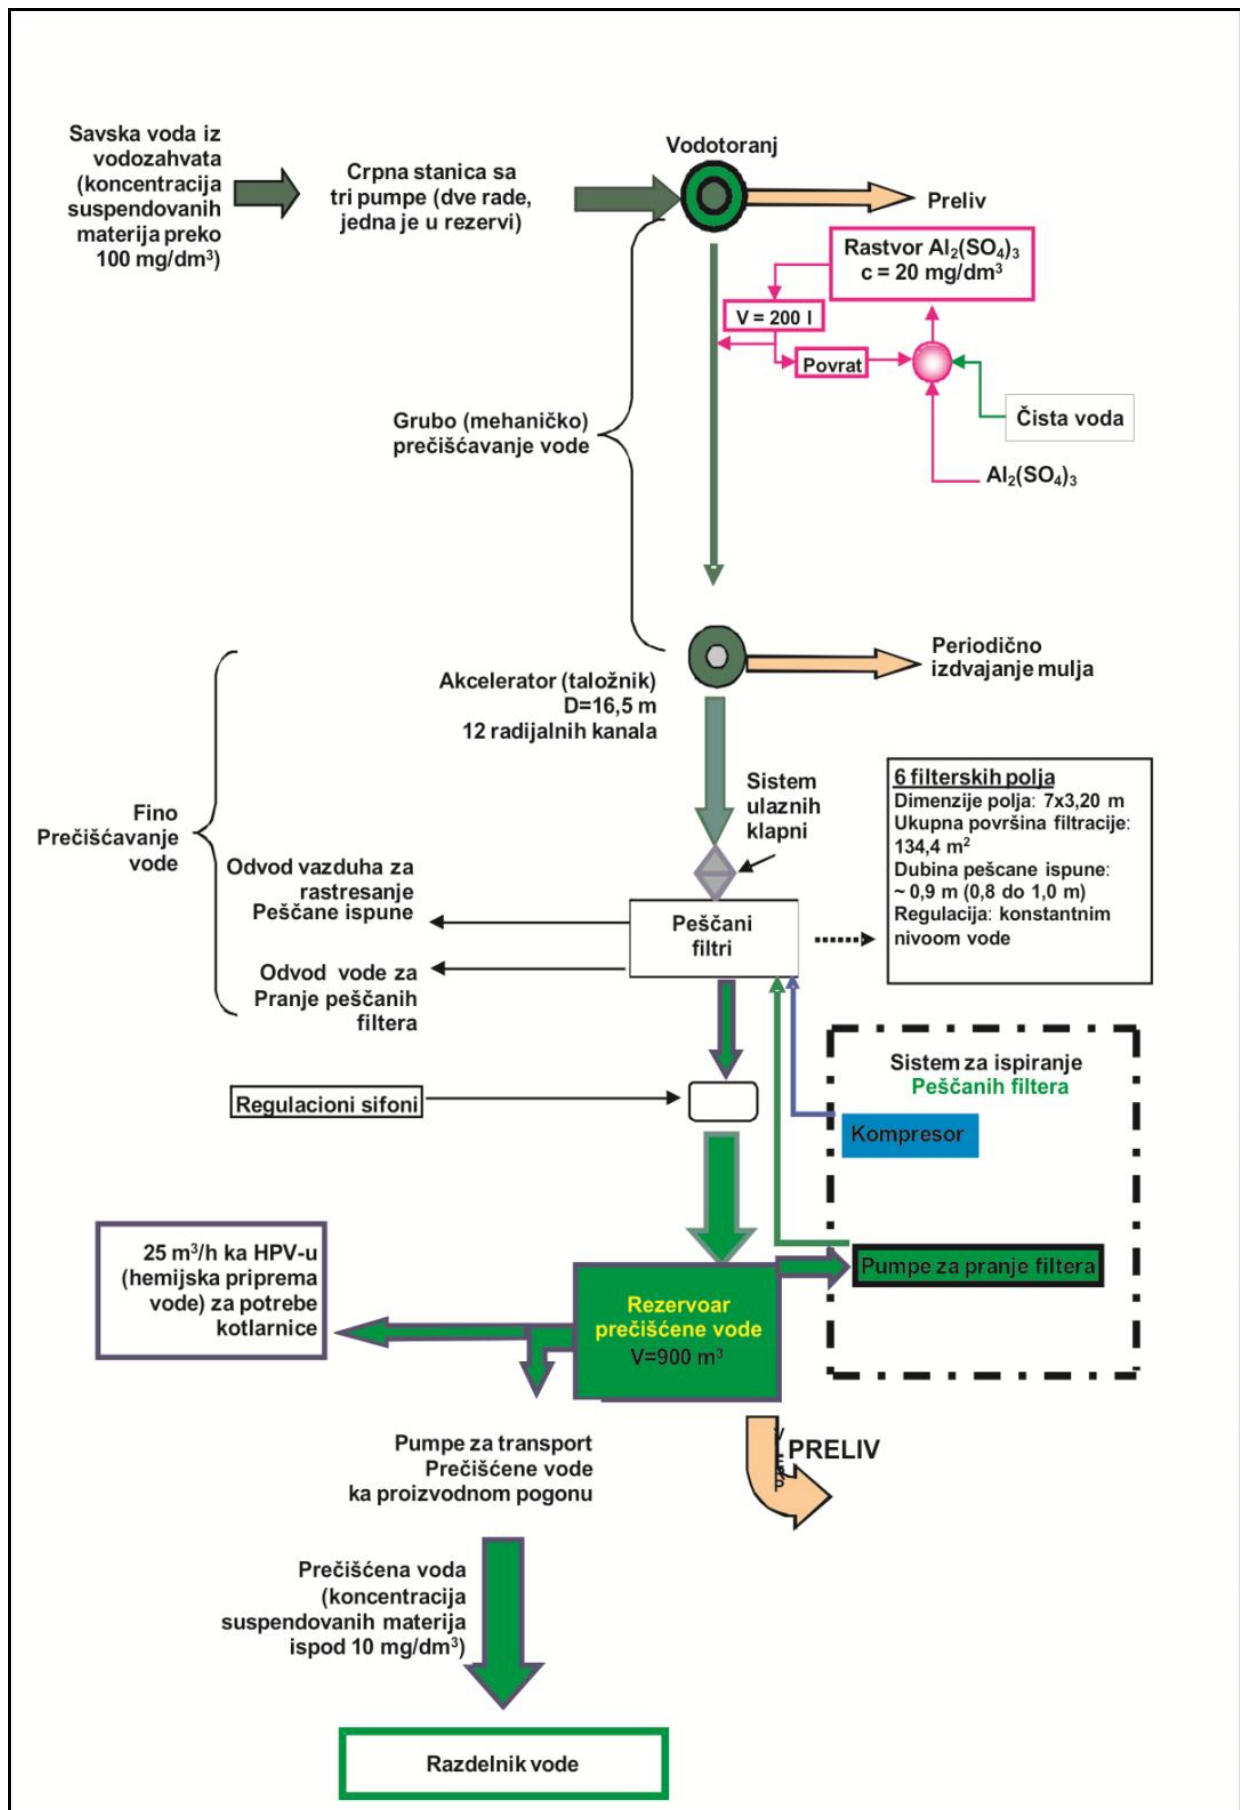 Savska voda iz
vodozahvata
(koncentracija
suspendovanih
materija preko
100 mg/dm³)
Crpna stanica sa
tri pumpe (dve rade,
jedna je u rezervi)
Vodotoranj
Preliv
Rastvor Al₂(SO₄)₃
c = 20 mg/dm³
V = 200 l
Povrat
Čista voda
Al₂(SO₄)₃
Grubo (mehaničko)
prečišćavanje vode
Periodično
izdvajanje mulja
Akcelerator (taložnik)
D=16,5 m
12 radijalnih kanala
Sistem
ulaznih
klapni
6 filterskih polja
Dimenzije polja: 7x3,20 m
Ukupna površina filtracije:
134,4 m²
Dubina pešcane ispune:
~ 0,9 m (0,8 do 1,0 m)
Regulacija: konstantnim
nivoom vode
Fino
Prečišćavanje
vode
Odvod vazduha za
rastresanje
Peščane ispune
Peščani
filtri
Odvod vode za
Pranje peščanih
filtera
Sistem za ispiranje
Peščanih filtera
Kompresor
Regulacioni sifoni
Pumpe za pranje filtera
25 m³/h ka HPV-u
(hemijska priprema
vode) za potrebe
kotlarnice
Rezervoar
prečišćene vode
V=900 m³
PRELIV
Pumpe za transport
Prečišćene vode
ka proizvodnom pogonu
Prečišćena voda
(koncentracija
suspendovanih materija
ispod 10 mg/dm³)
Razdelnik vode